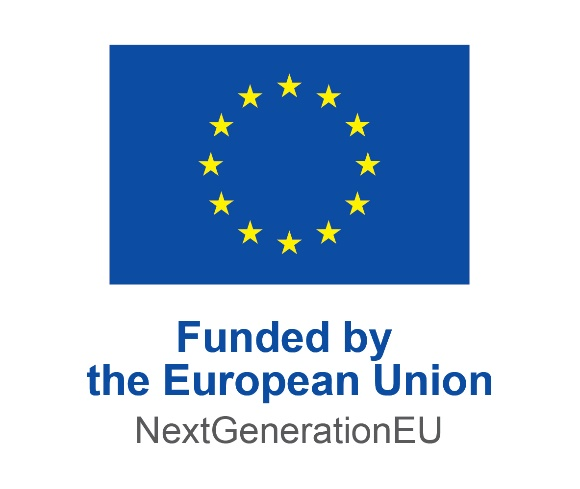 Funded by
the European Union
NextGenerationEU